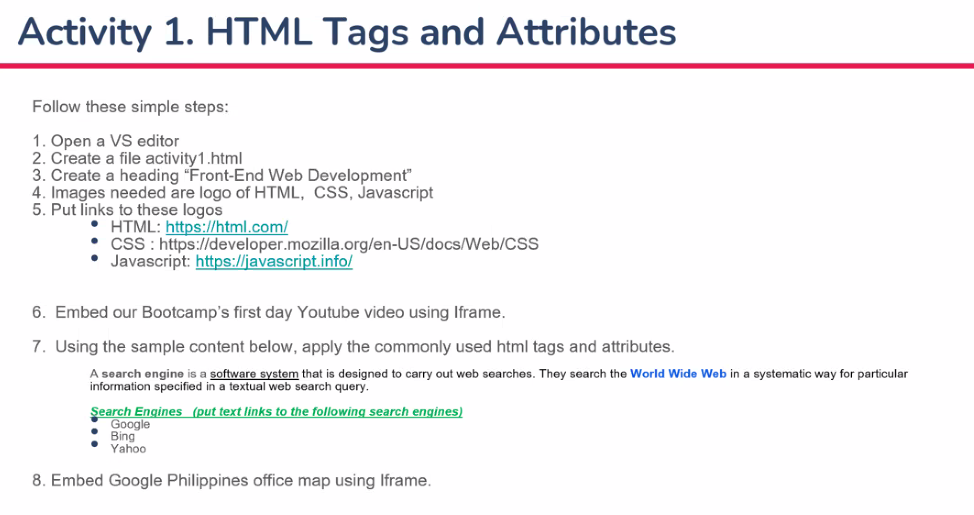 Activity 1. HTML Tags and Attributes
Follow these simple steps:
1. Open a VS editor
2. Create a file activity1.html
3. Create a heading “Front-End Web Development”
4. Images needed are logo of HTML, CSS, Javascript
5. Put links to these logos
• HTML: https://html.com/
• CSS : https://developer.mozilla.org/en-US/docs/Web/CSS
• Javascript: https://javascript.info/
6. Embed our Bootcamp’s first day Youtube video using Iframe.
7. Using the sample content below, apply the commonly used html tags and attributes.
A search engine is a software system that is designed to carry out web searches. They search the World Wide Web in a systematic way for particular
information specified in a textual web search query.
Search Engines (put text links to the following search engines)
• Google
• Bing
• Yahoo
8. Embed Google Philippines office map using Iframe.